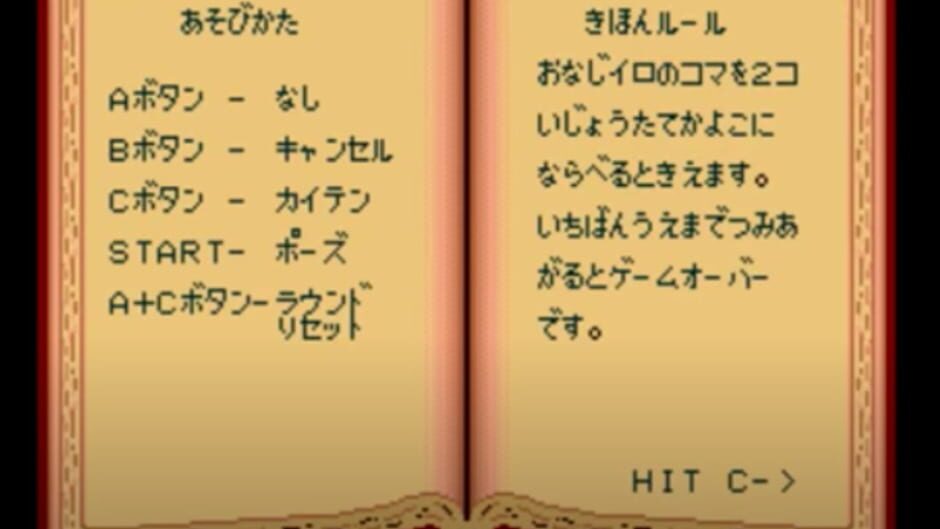 あそびかた
Aボタン - なし
Bボタン - キャンセル
Cボタン - カイテン
START- ポーズ
A+Cボタン-ラウンド
リセット
きほんルール
おなじイロのコマを2コ
いじょうたてかよこに
ならべるときえます。
いちばんうえまでつみあ
がるとゲームオーバー
です。
HIT C->